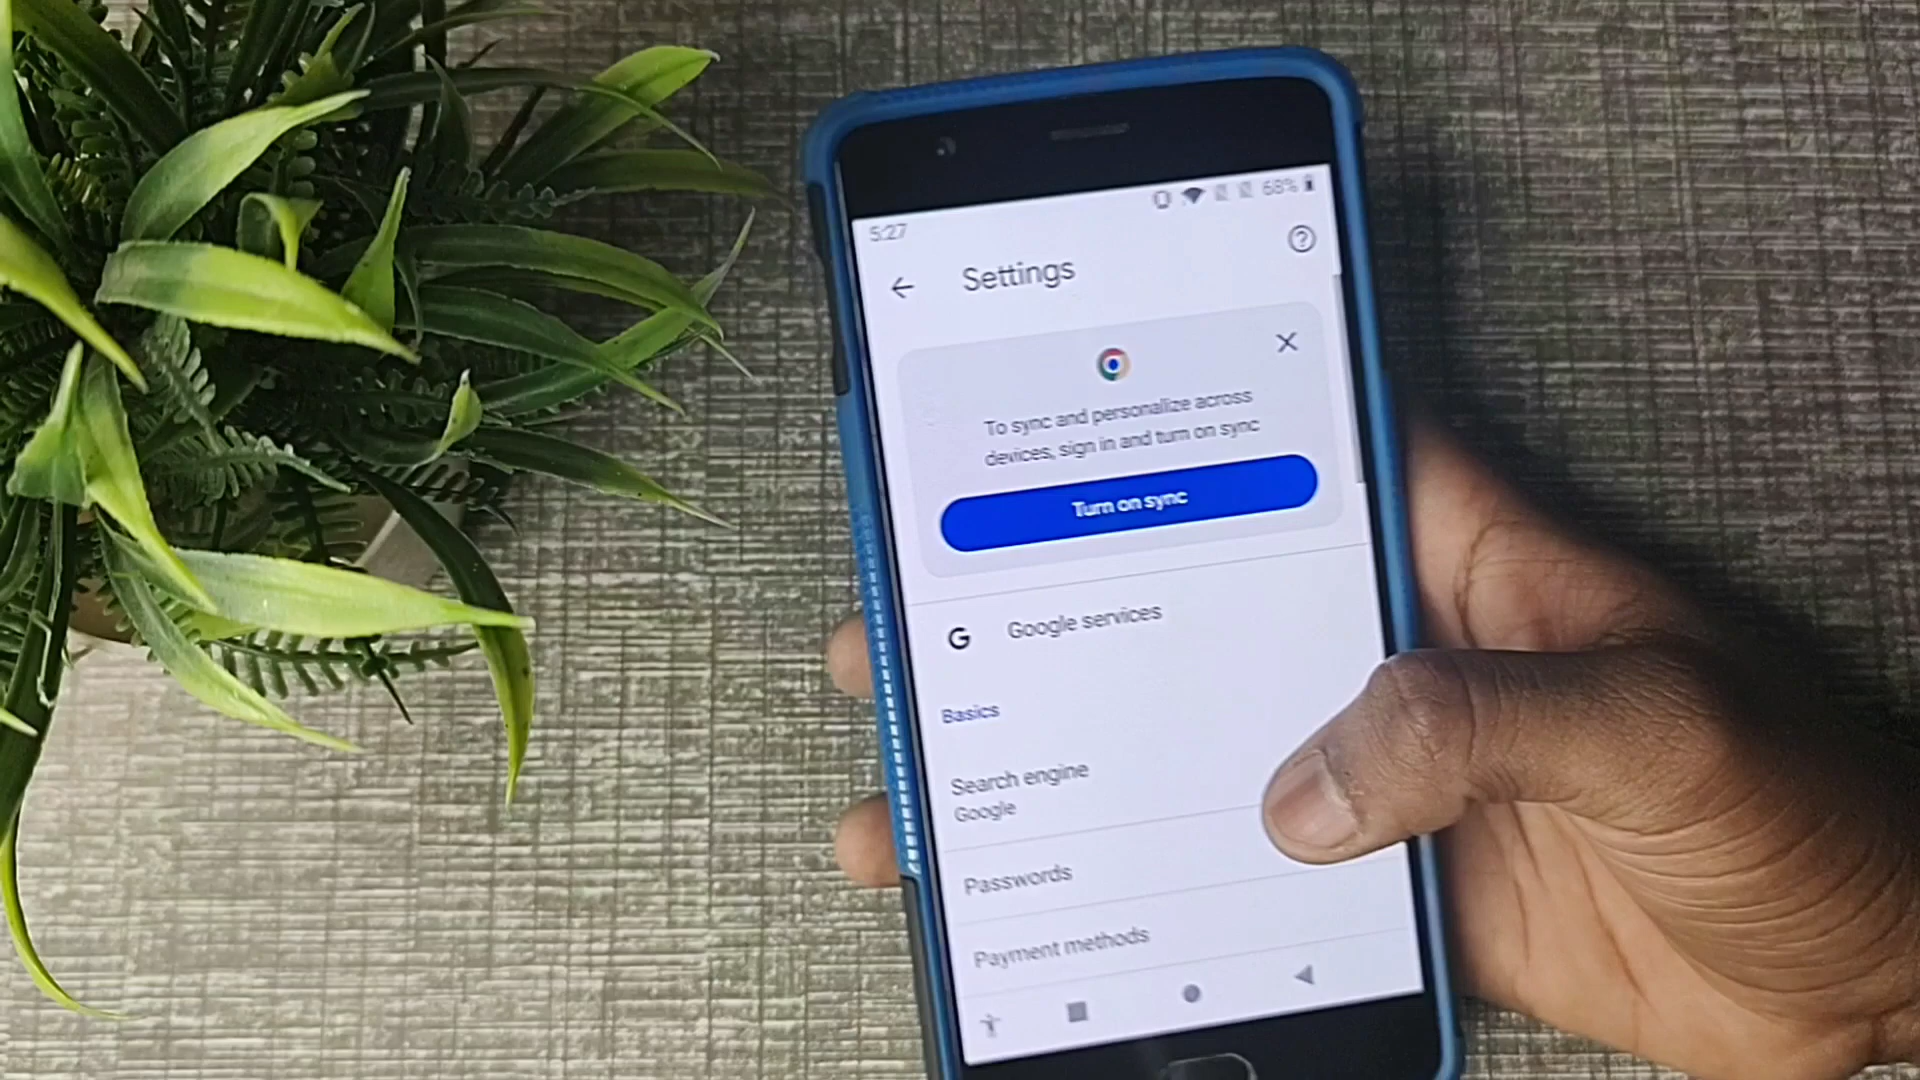 5:27
68%
Settings
To sync and personalize across
devices, sign in and turn on sync
Turn on sync
G Google services
Basics
Search engine
Google
Passwords
Payment methods